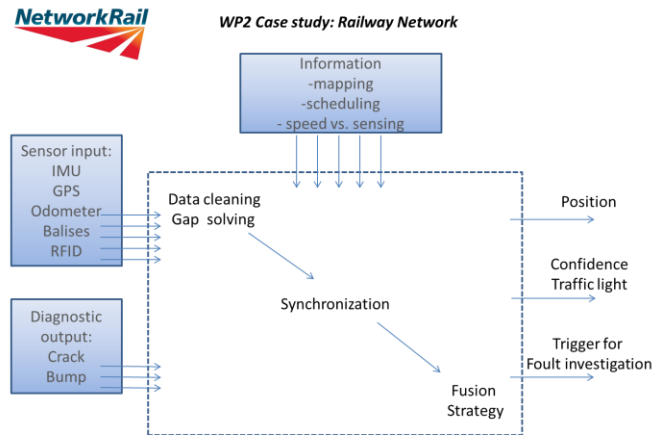 NetworkRail
WP2 Case study: Railway Network
Information
-mapping
-scheduling
- speed vs. sensing
Sensor input:
IMU
GPS
Odometer
Balises
RFID
Data cleaning
Gap solving
Position
Confidence
Traffic light
Synchronization
Diagnostic
output:
Crack
Bump
Trigger for
Foult investigation
Fusion
Strategy